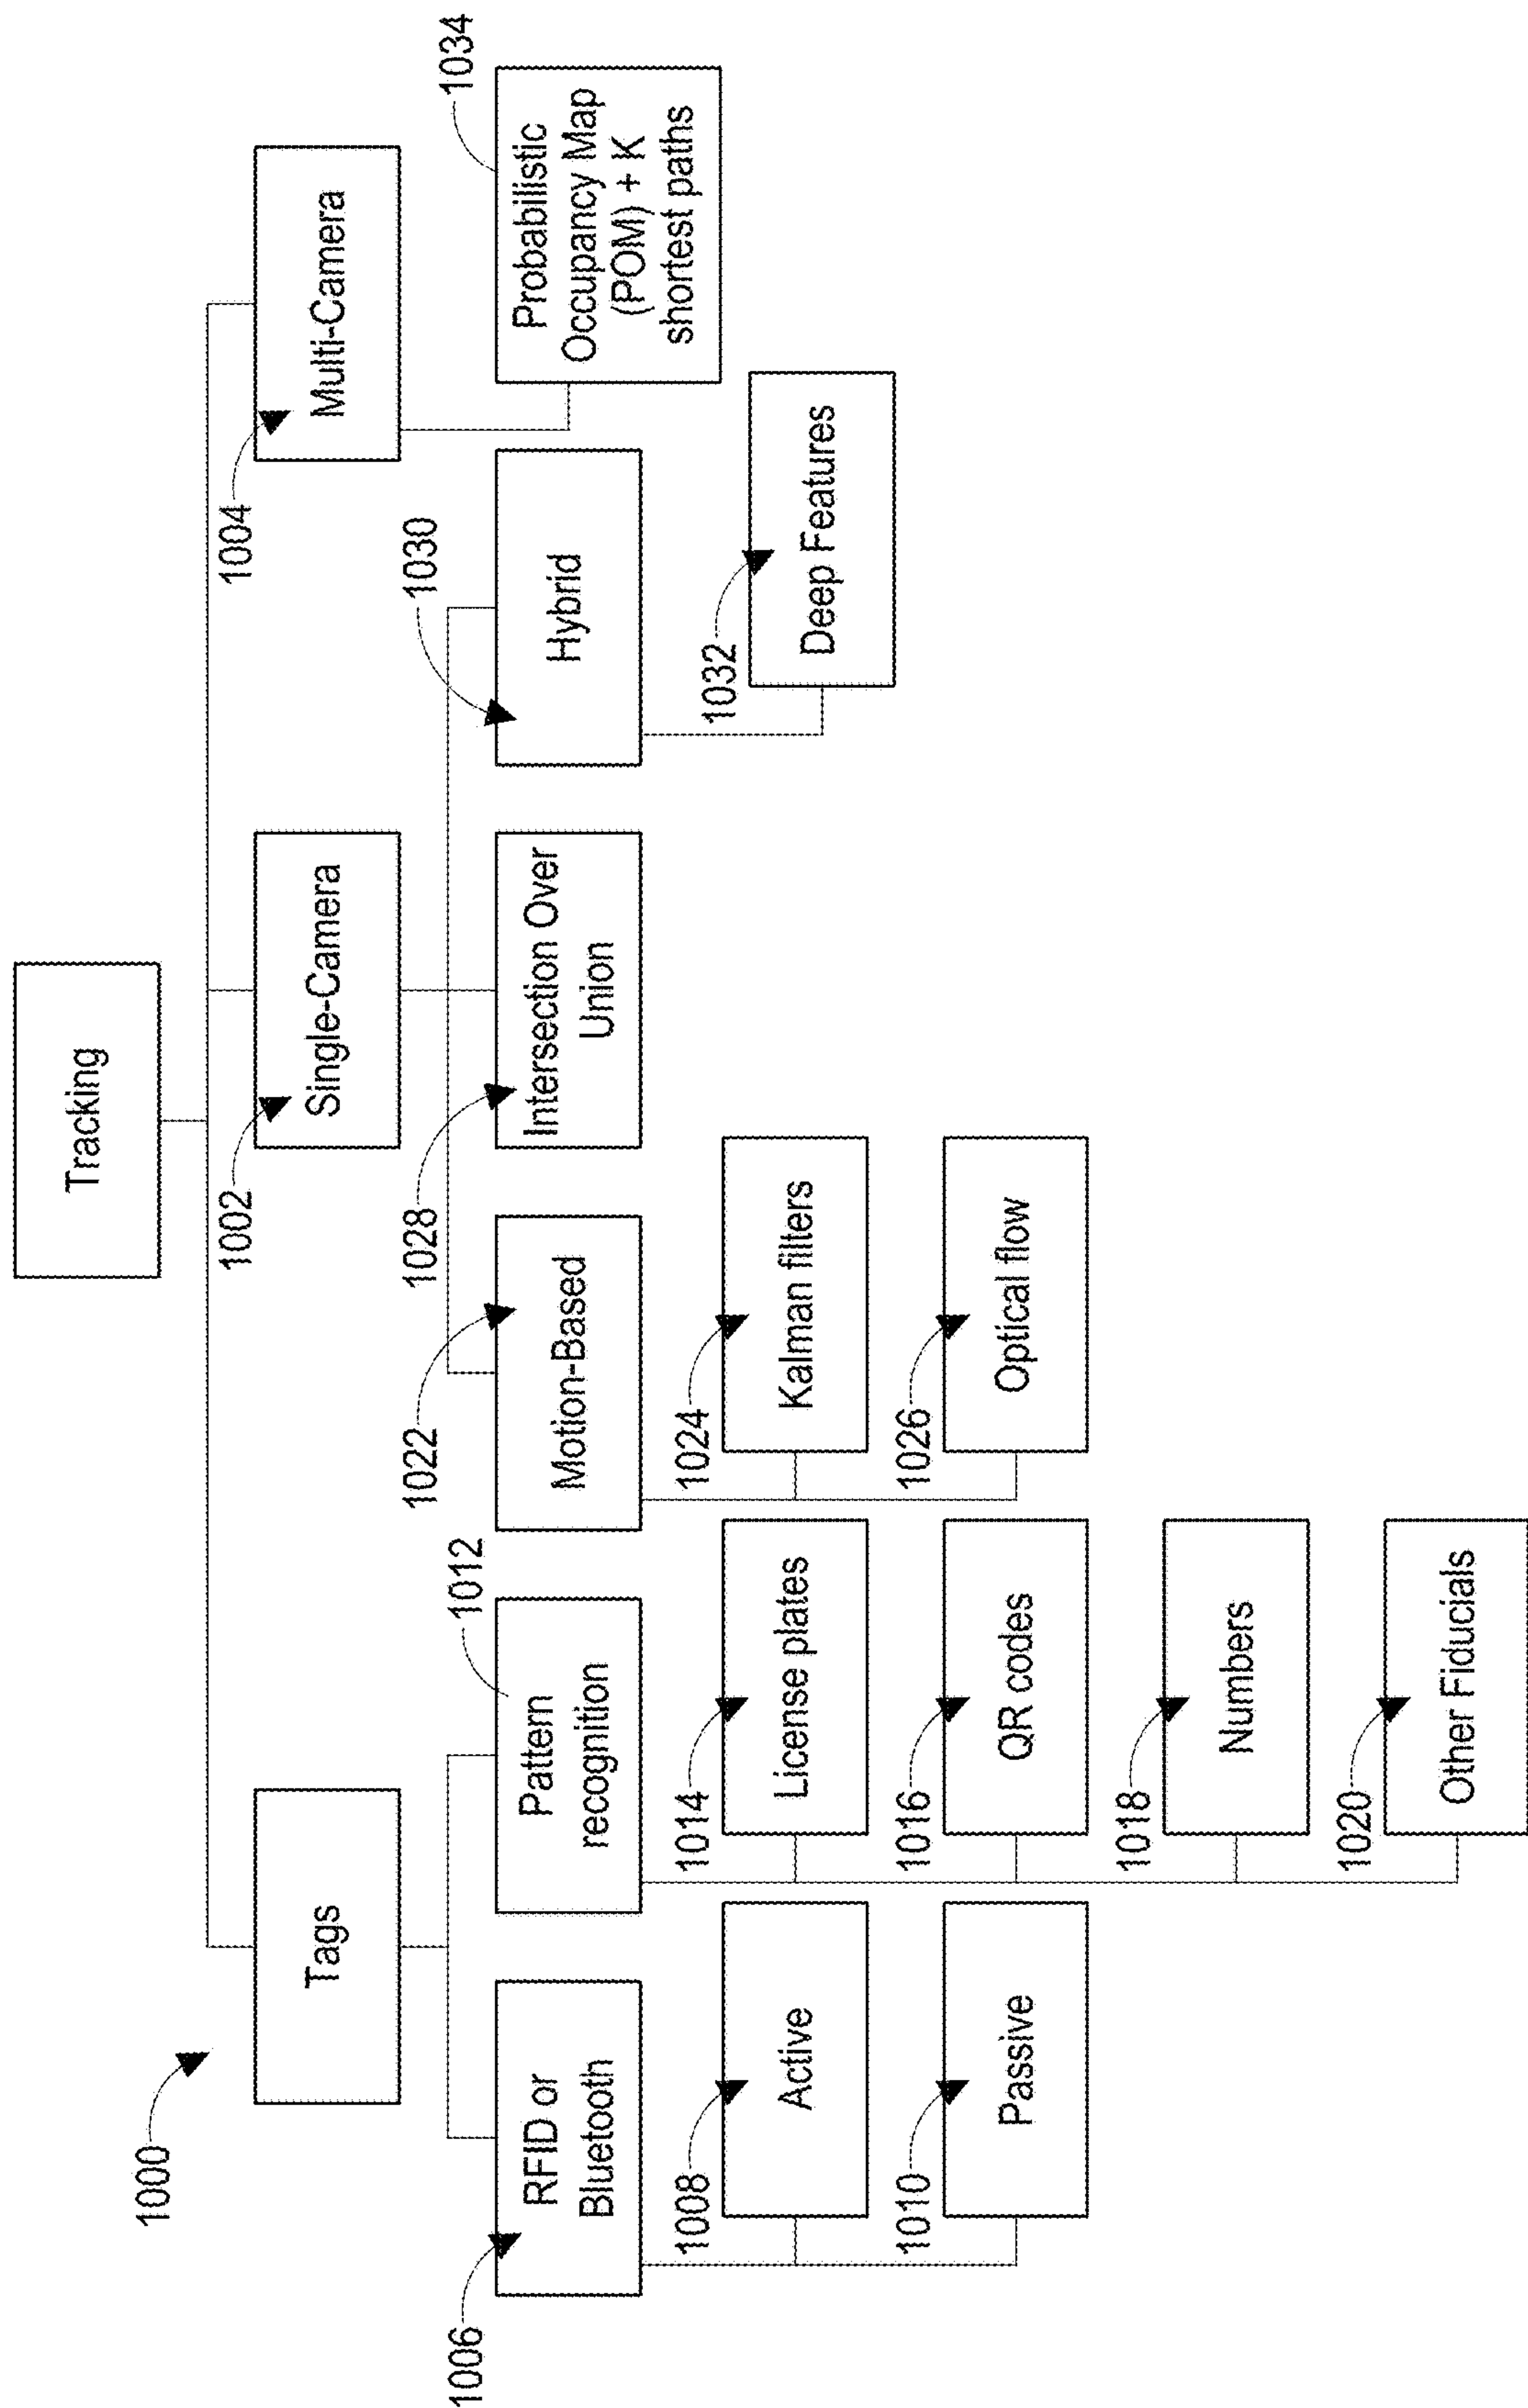 Tracking
1000
Tags
1002
Single-Camera
1004
Multi-Camera
1006
RFID or
Bluetooth
1012
Pattern
recognition
1022
Motion-Based
1028
Intersection Over
Union
1030
Hybrid
1034
Probabilistic
Occupancy Map
(POM) + K
shortest paths
1008
Active
1014
License plates
1024
Kalman filters
1032
Deep Features
1010
Passive
1016
QR codes
1026
Optical flow
1018
Numbers
1020
Other Fiducials